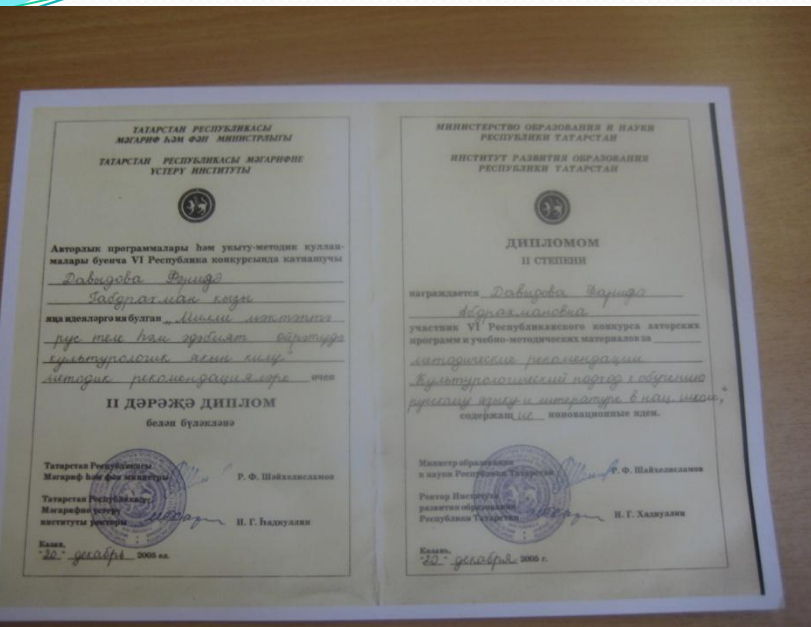 ТАТАРСТАН РЕСПУБЛИКАСЫ
МӘГАРИФ ҺӘМ ФӘН МИНИСТРЛЫГЫ
ТАТАРСТАН РЕСПУБЛИКАСЫ МӘГАРИФНЕ
ҮСТЕРҮ ИНСТИТУТЫ
Авторлык программалары һәм укыту-методик куллан-
малары буенча VI Республика конкурсында катнашучы
Давыдова Фәнидә
Габдрахман кызы
яңа идеяләргә ия булган „Милли мәктәптә
рус теле һәм әдәбият өйрәтүдә
культурологик якын килү"
методик рекомендацияләре өчен
II ДӘРӘҖӘ ДИПЛОМ
белән бүләкләнә
Татарстан Республикасы
Мәгариф һәм фән министры Р. Ф. Шәйхелисламов
Татарстан Республикасы
Мәгарифне үстерү
институты ректоры Н. Г. Һадиуллин
Казан,
"20" декабрь 2005 ел.
МИНИСТЕРСТВО ОБРАЗОВАНИЯ И НАУКИ
РЕСПУБЛИКИ ТАТАРСТАН
ИНСТИТУТ РАЗВИТИЯ ОБРАЗОВАНИЯ
РЕСПУБЛИКИ ТАТАРСТАН
ДИПЛОМОМ
II СТЕПЕНИ
награждается Давыдова
Абдрахмановна
участник VI Республиканского конкурса авторских
программ и учебно-методических материалов за
методические рекомендации
„Культурологический подход к обучению
русскому языку и литературе в нац. школе",
содержащие инновационные идеи.
Министр образования
и науки Республики Татарстан Р. Ф. Шайхелисламов
Ректор Института
развития образования
Республики Татарстан Н. Г. Хадиуллин
Казань,
"20" декабря 2005 г.